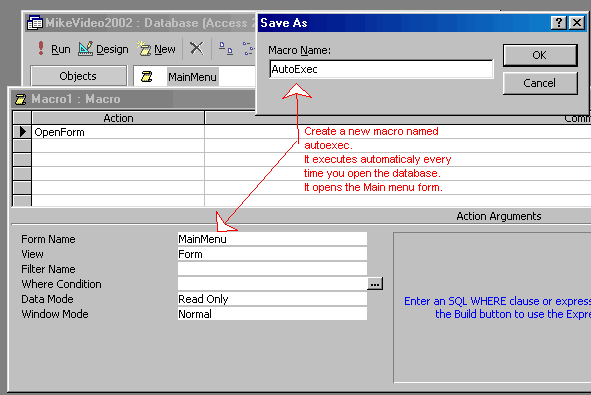 MikeVideo2002 : Database (Access
Run Design New
Objects
MainMenu
Save As
Macro Name:
AutoExec
OK
Cancel
Macro1 : Macro
Action
Comm
OpenForm
Create a new macro named
autoexec.
It executes automaticaly every
time you open the database.
It opens the Main menu form.
Action Arguments
Form Name MainMenu
View Form
Filter Name
Where Condition ...
Data Mode Read Only
Window Mode Normal
Enter an SQL WHERE clause or express
the Build button to use the Expre